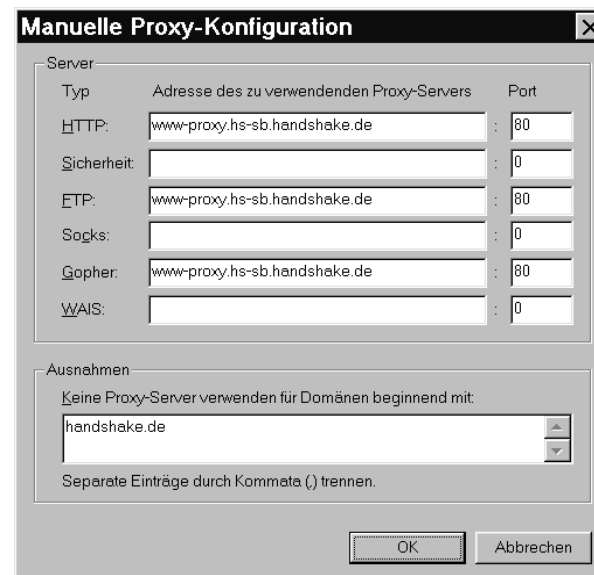 Manuelle Proxy-Konfiguration
Server
Typ Adresse des zu verwendenden Proxy-Servers Port
HTTP: www-proxy.hs-sb.handshake.de : 80
Sicherheit: : 0
FTP: www-proxy.hs-sb.handshake.de : 80
Socks: : 0
Gopher: www-proxy.hs-sb.handshake.de : 80
WAIS: : 0
Ausnahmen
Keine Proxy-Server verwenden für Domänen beginnend mit:
handshake.de
Separate Einträge durch Kommata (,) trennen.
OK Abbrechen